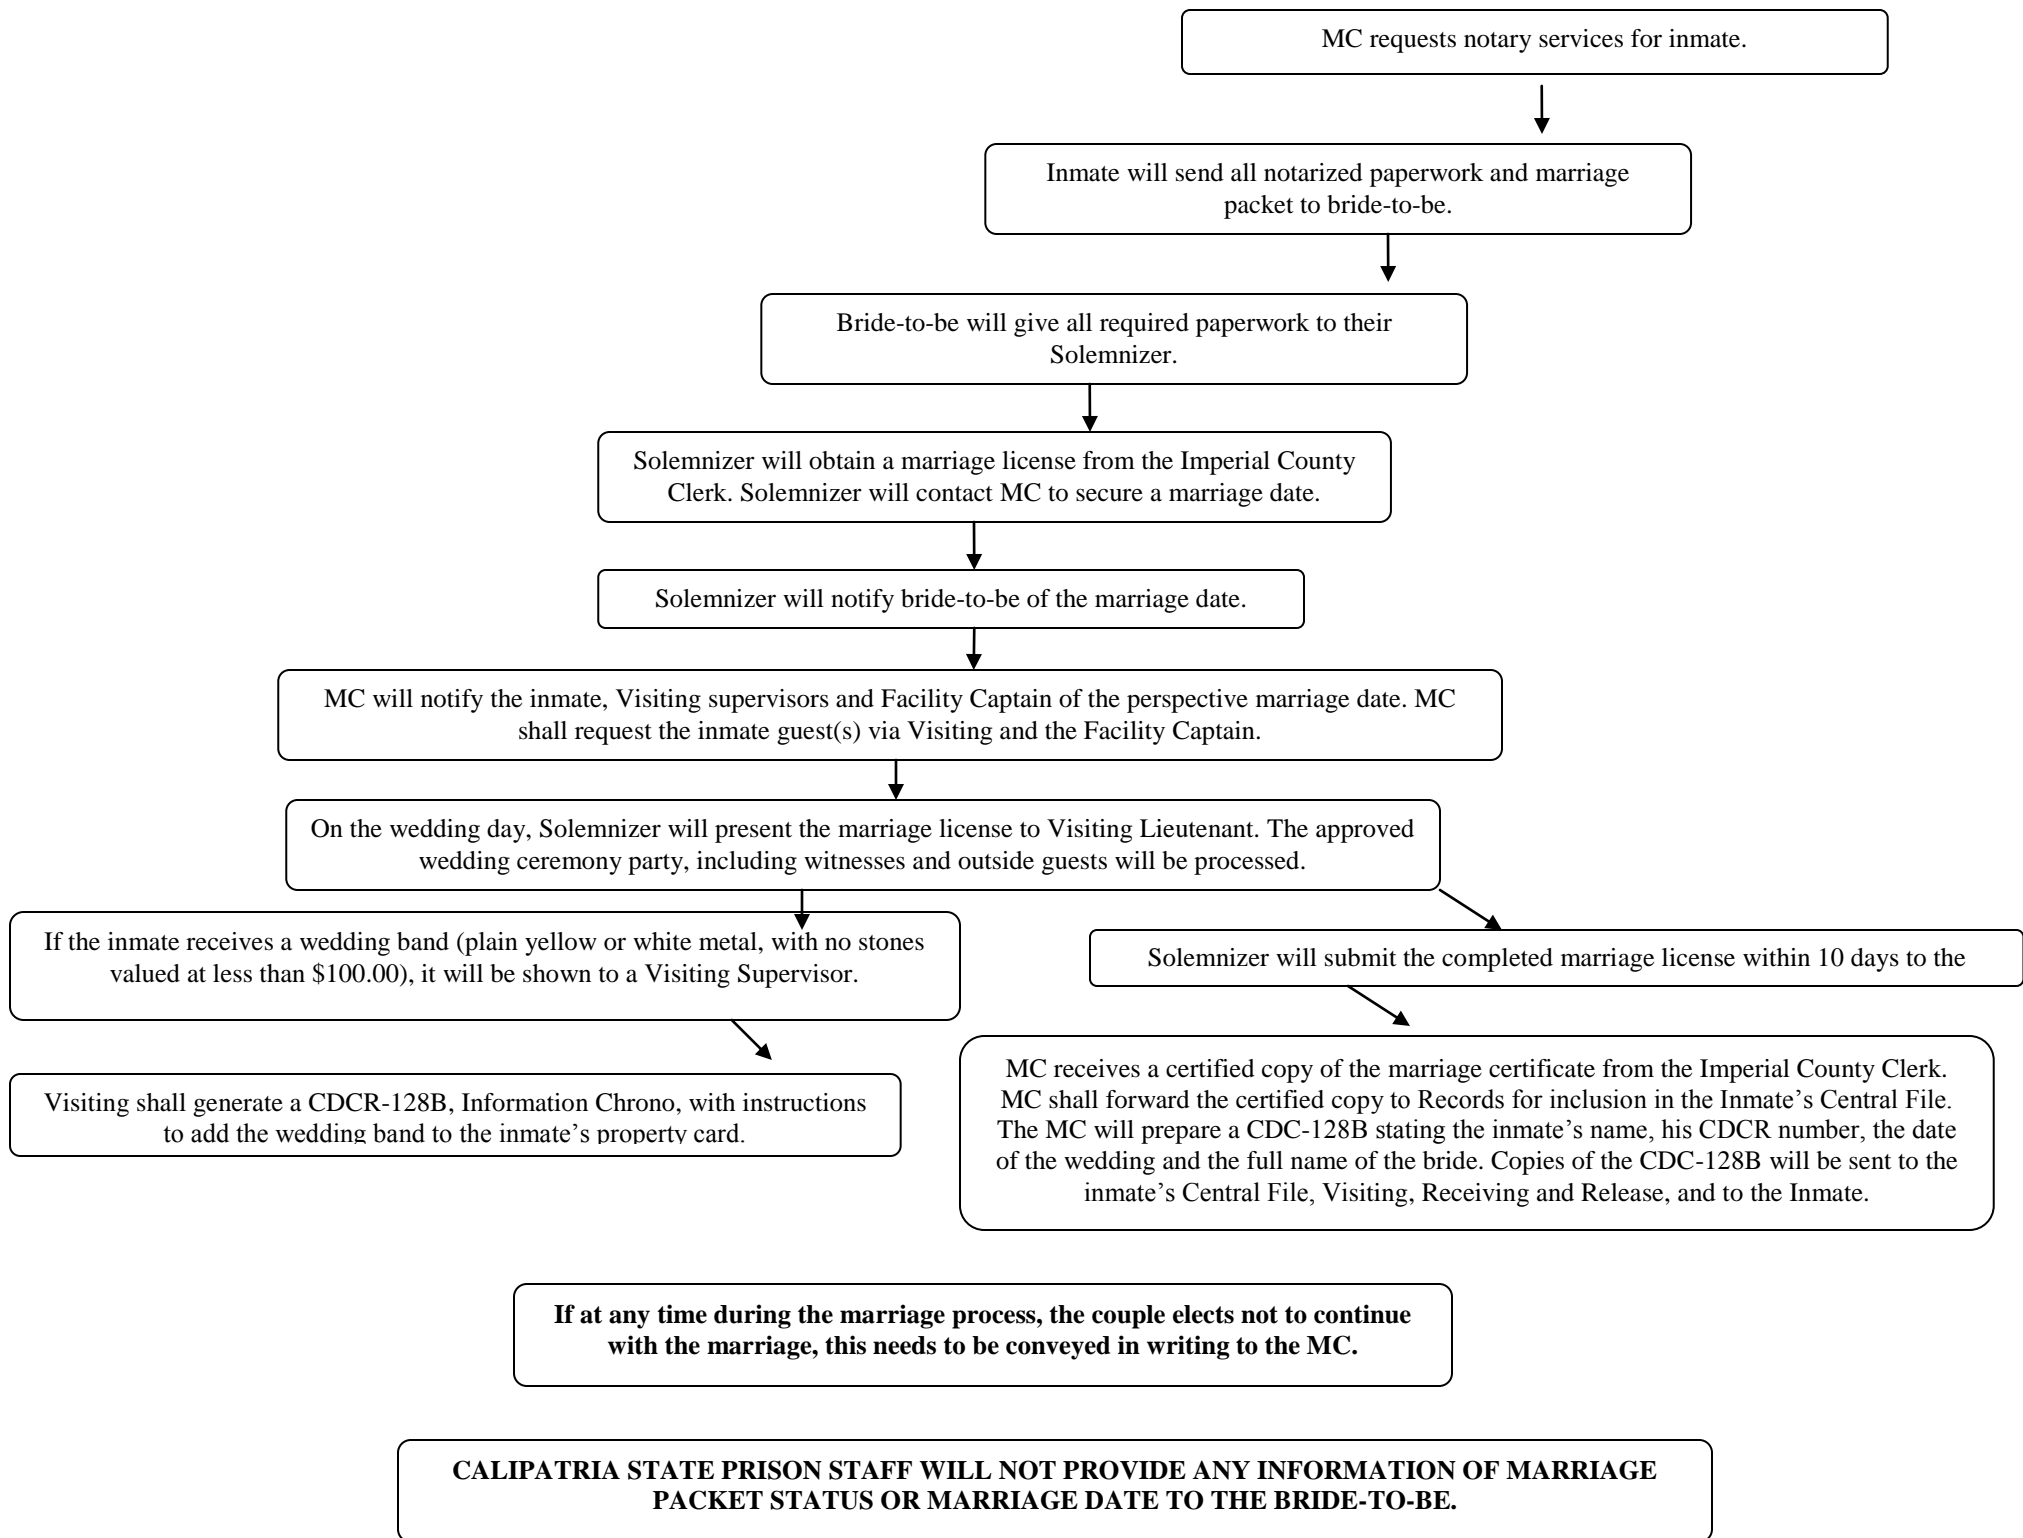 MC requests notary services for inmate.
Inmate will send all notarized paperwork and marriage
packet to bride-to-be.
Bride-to-be will give all required paperwork to their
Solemnizer.
Solemnizer will obtain a marriage license from the Imperial County
Clerk. Solemnizer will contact MC to secure a marriage date.
Solemnizer will notify bride-to-be of the marriage date.
MC will notify the inmate, Visiting supervisors and Facility Captain of the perspective marriage date. MC
shall request the inmate guest(s) via Visiting and the Facility Captain.
On the wedding day, Solemnizer will present the marriage license to Visiting Lieutenant. The approved
wedding ceremony party, including witnesses and outside guests will be processed.
If the inmate receives a wedding band (plain yellow or white metal, with no stones
valued at less than $100.00), it will be shown to a Visiting Supervisor.
Visiting shall generate a CDCR-128B, Information Chrono, with instructions
to add the wedding band to the inmate's property card.
Solemnizer will submit the completed marriage license within 10 days to the
MC receives a certified copy of the marriage certificate from the Imperial County Clerk.
MC shall forward the certified copy to Records for inclusion in the Inmate's Central File.
The MC will prepare a CDC-128B stating the inmate's name, his CDCR number, the date
of the wedding and the full name of the bride. Copies of the CDC-128B will be sent to the
inmate's Central File, Visiting, Receiving and Release, and to the Inmate.
If at any time during the marriage process, the couple elects not to continue
with the marriage, this needs to be conveyed in writing to the MC.
CALIPATRIA STATE PRISON STAFF WILL NOT PROVIDE ANY INFORMATION OF MARRIAGE
PACKET STATUS OR MARRIAGE DATE TO THE BRIDE-TO-BE.